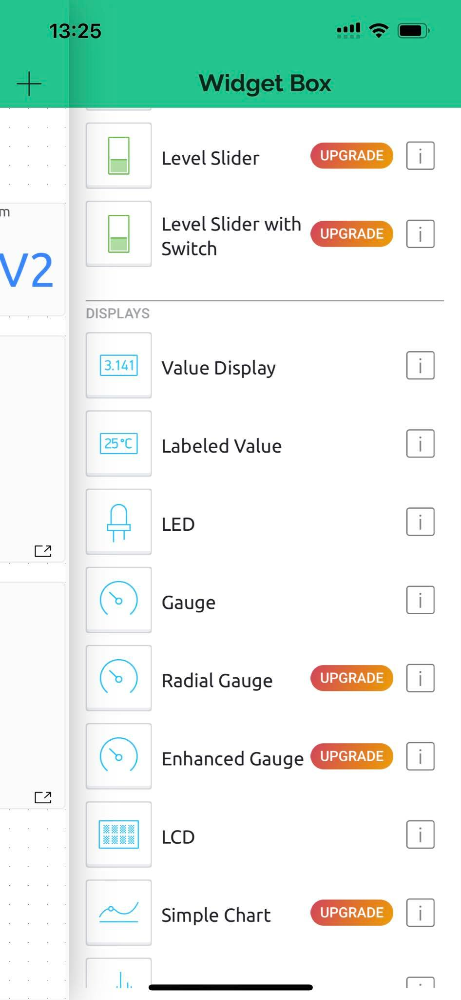 13:25
Widget Box
Level Slider
UPGRADE
i
m
V2
Level Slider with
Switch
UPGRADE
i
DISPLAYS
3.141
Value Display
i
25°C
Labeled Value
i
LED
i
Gauge
i
Radial Gauge
UPGRADE
i
Enhanced Gauge
UPGRADE
i
LCD
i
Simple Chart
UPGRADE
i